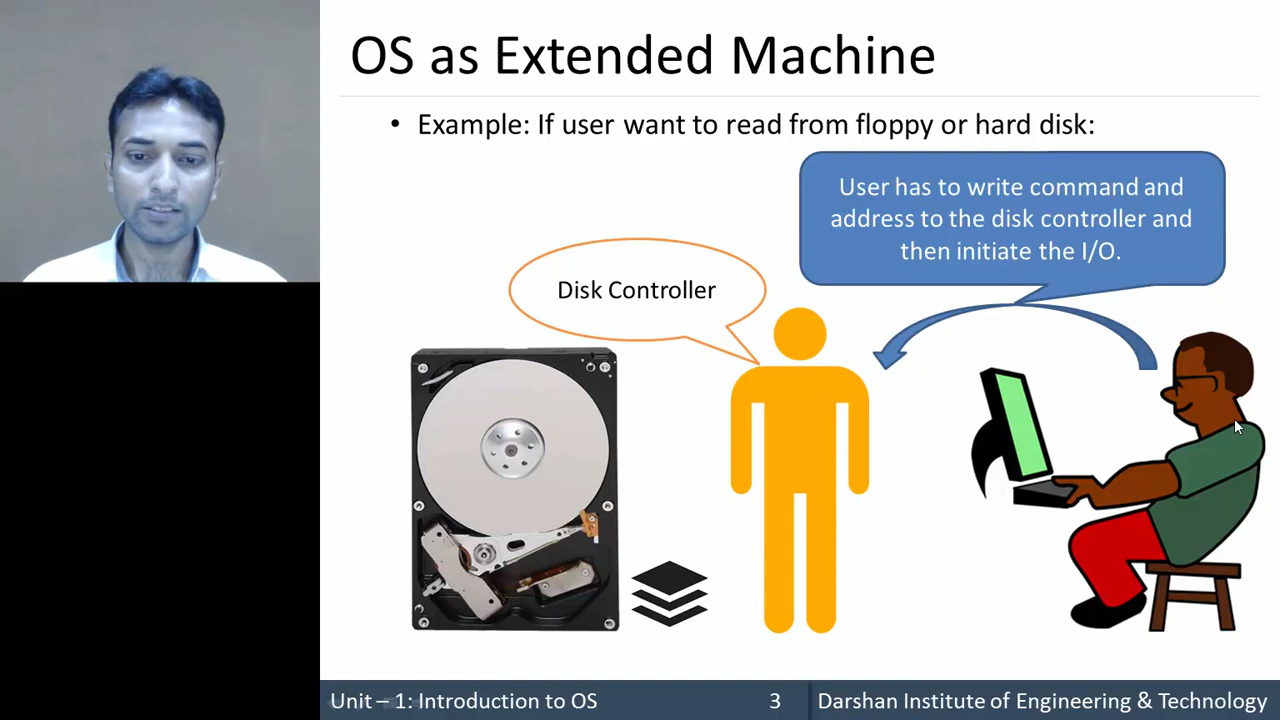 OS as Extended Machine
• Example: If user want to read from floppy or hard disk:
User has to write command and
address to the disk controller and
then initiate the I/O.
Disk Controller
Unit – 1: Introduction to OS
3
Darshan Institute of Engineering & Technology